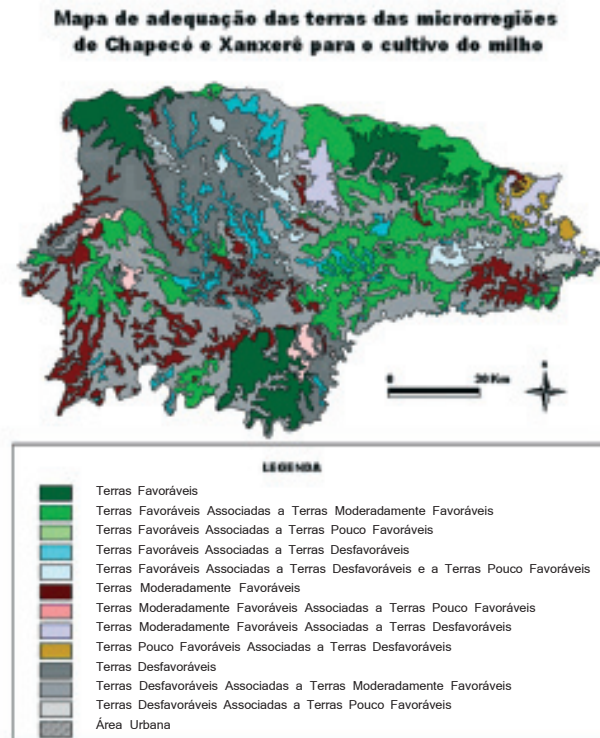 Mapa de adequação das terras das microrregiões
de Chapecó e Xanxerê para o cultivo do milho
0 20 Km
LEGENDA
Terras Favoráveis
Terras Favoráveis Associadas a Terras Moderadamente Favoráveis
Terras Favoráveis Associadas a Terras Pouco Favoráveis
Terras Favoráveis Associadas a Terras Desfavoráveis
Terras Favoráveis Associadas a Terras Desfavoráveis e a Terras Pouco Favoráveis
Terras Moderadamente Favoráveis
Terras Moderadamente Favoráveis Associadas a Terras Pouco Favoráveis
Terras Moderadamente Favoráveis Associadas a Terras Desfavoráveis
Terras Pouco Favoráveis Associadas a Terras Desfavoráveis
Terras Desfavoráveis
Terras Desfavoráveis Associadas a Terras Moderadamente Favoráveis
Terras Desfavoráveis Associadas a Terras Pouco Favoráveis
Área Urbana